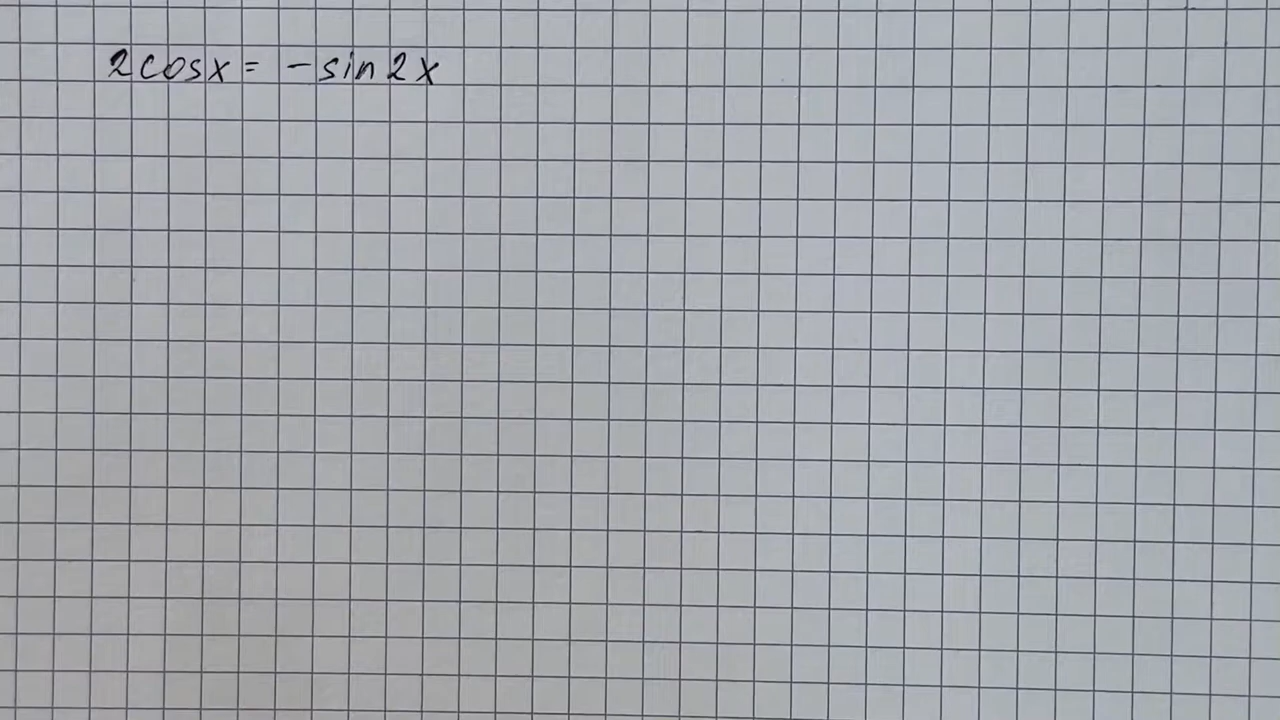 2cosx = -sin2x